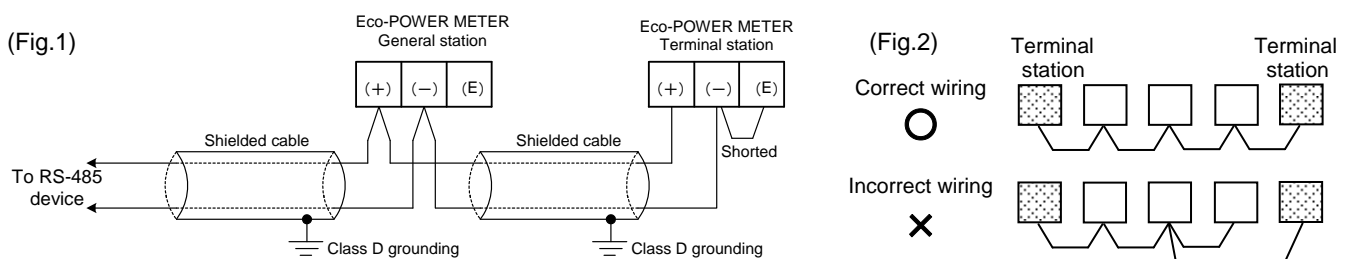 (Fig.1)
Eco-POWER METER
General station
Eco-POWER METER
Terminal station
(+) (-) (E)
(+) (-) (E)
Shielded cable
Shielded cable
Shorted
To RS-485
device
Class D grounding
Class D grounding
(Fig.2)
Terminal
station
Terminal
station
Correct wiring
Incorrect wiring